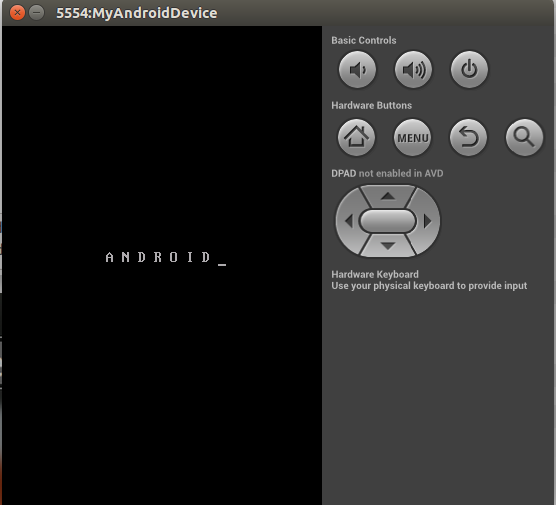 5554:MyAndroidDevice
ANDROID_
Basic Controls
Hardware Buttons
MENU
DPAD not enabled in AVD
Hardware Keyboard
Use your physical keyboard to provide input